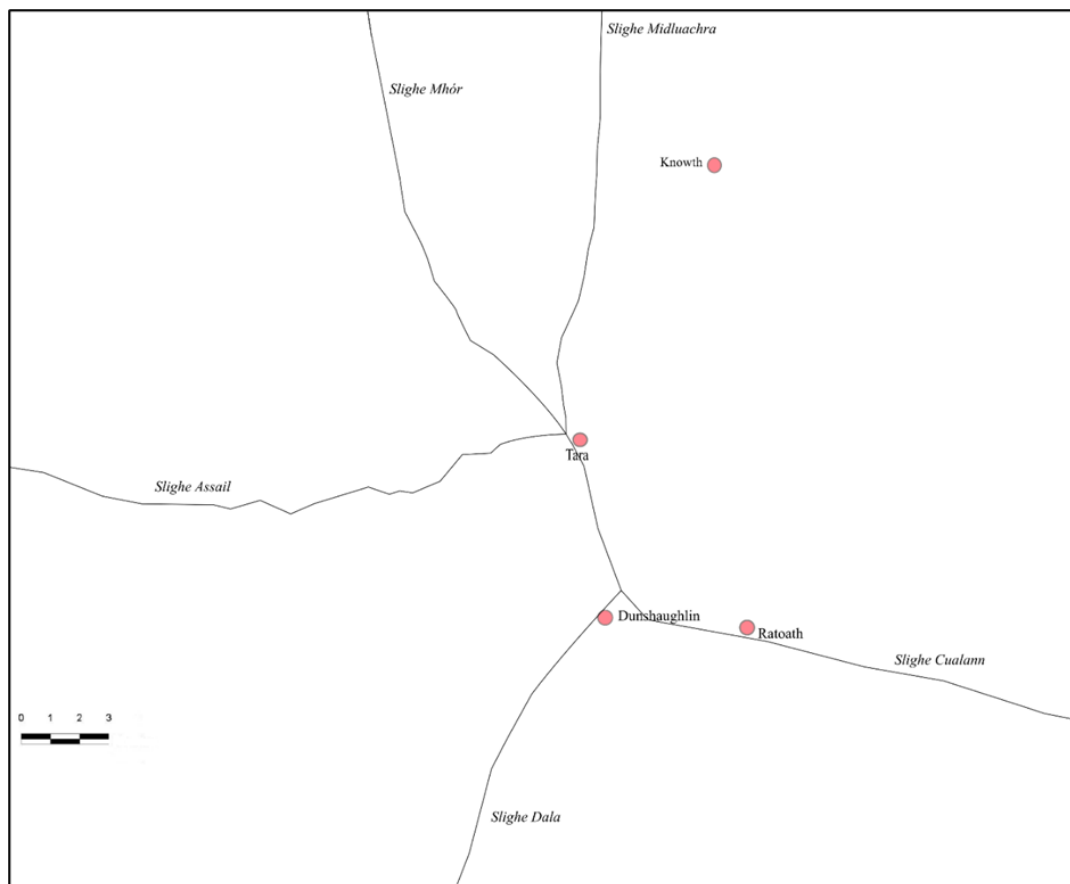 Slighe Midluachra
Slighe Mhór
Knowth
Tara
Slighe Assail
Dunshaughlin
Ratoath
Slighe Cualann
0 1 2 3
Slighe Dala